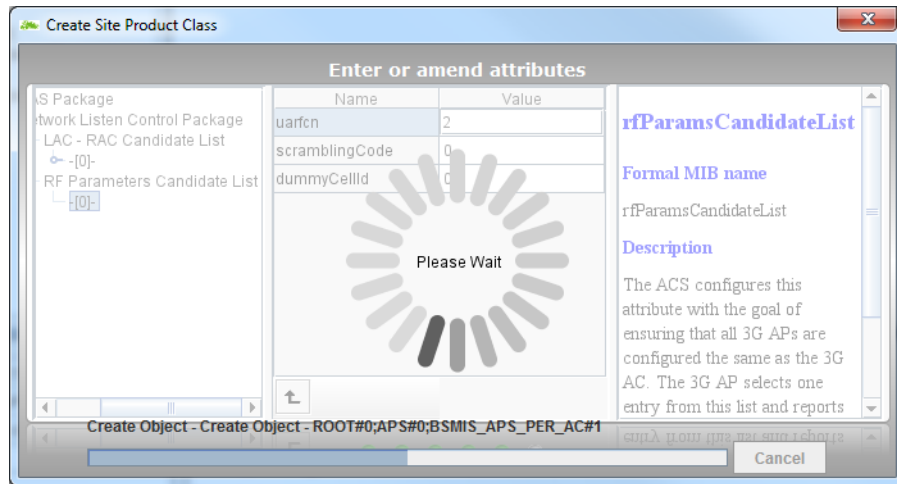 Create Site Product Class
Enter or amend attributes
AS Package
etwork Listen Control Package
LAC - RAC Candidate List
-[0]-
RF Parameters Candidate List
-[0]-
Name Value
uarfcn 2
scramblingCode 0
dummyCellId 0
Please Wait
rfParamsCandidateList
Formal MIB name
rfParamsCandidateList
Description
The ACS configures this
attribute with the goal of
ensuring that all 3G APs are
configured the same as the 3G
AC. The 3G AP selects one
entry from this list and reports
Create Object - Create Object - ROOT#0;APS#0;BSMIS_APS_PER_AC#1
Cancel